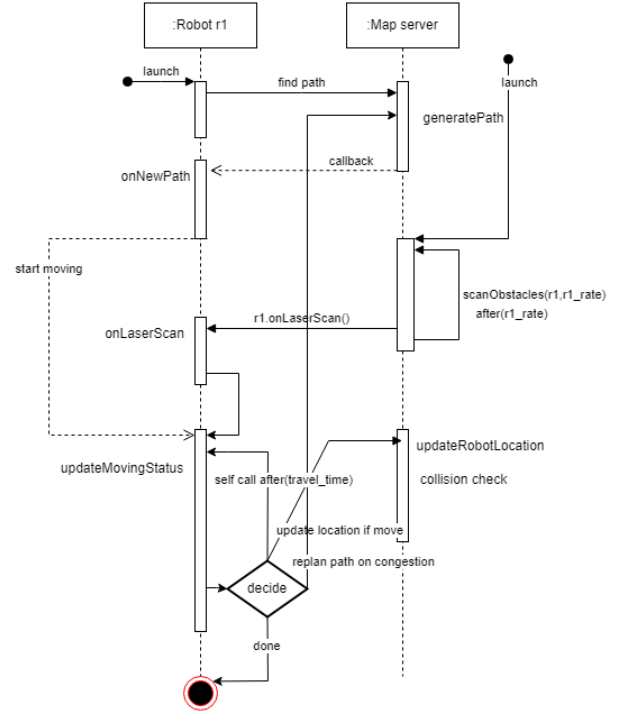 :Robot r1
:Map server
launch
launch
find path
generatePath
callback
onNewPath
start moving
scanObstacles(r1,r1_rate)
after(r1_rate)
r1.onLaserScan()
onLaserScan
updateRobotLocation
updateMovingStatus
self call after(travel_time)
collision check
update location if move
replan path on congestion
decide
done